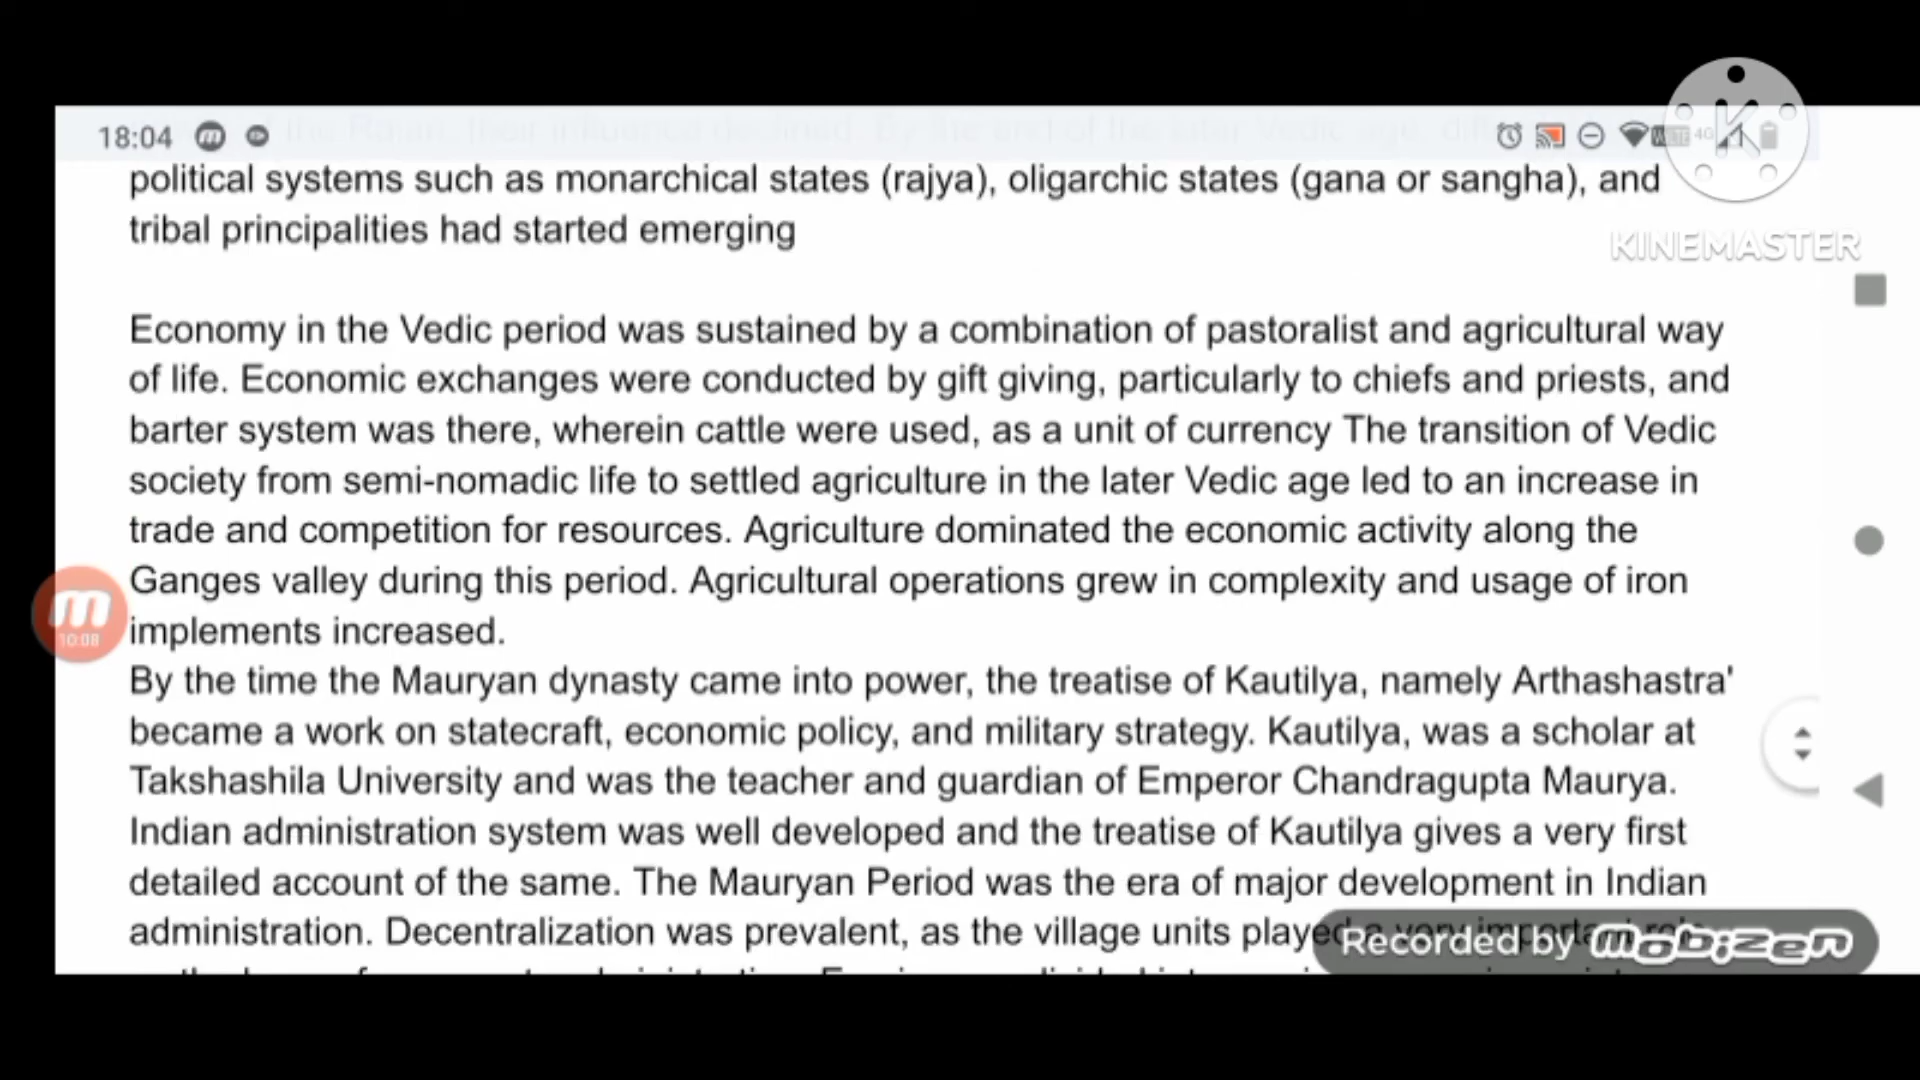 18:04
political systems such as monarchical states (rajya), oligarchic states (gana or sangha), and
tribal principalities had started emerging
KINEMASTER
Economy in the Vedic period was sustained by a combination of pastoralist and agricultural way
of life. Economic exchanges were conducted by gift giving, particularly to chiefs and priests, and
barter system was there, wherein cattle were used, as a unit of currency The transition of Vedic
society from semi-nomadic life to settled agriculture in the later Vedic age led to an increase in
trade and competition for resources. Agriculture dominated the economic activity along the
Ganges valley during this period. Agricultural operations grew in complexity and usage of iron
10:08
implements increased.
By the time the Mauryan dynasty came into power, the treatise of Kautilya, namely Arthashastra'
became a work on statecraft, economic policy, and military strategy. Kautilya, was a scholar at
Takshashila University and was the teacher and guardian of Emperor Chandragupta Maurya.
Indian administration system was well developed and the treatise of Kautilya gives a very first
detailed account of the same. The Mauryan Period was the era of major development in Indian
administration. Decentralization was prevalent, as the village units played a very important role
Recorded by mobizen